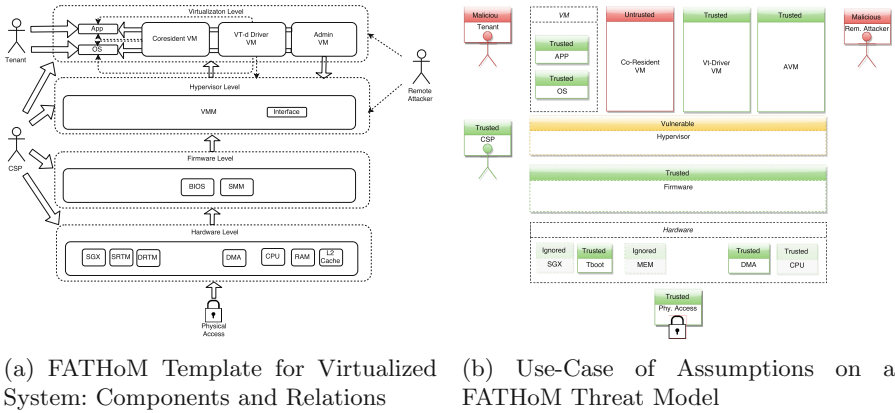 Virtualizaton Level
App
OS
Coresident VM
VT-d Driver
VM
Admin
VM
Tenant
Hypervisor Level
VMM
Interface
Remote
Attacker
CSP
Firmware Level
BIOS
SMM
Hardware Level
SGX
SRTM
DRTM
DMA
CPU
RAM
L2
Cache
Physical
Access
(a) FATHoM Template for Virtualized
System: Components and Relations
Maliciou
Tenant
VM
Trusted
APP
Trusted
OS
Untrusted
Co-Resident
VM
Trusted
Vt-Driver
VM
Trusted
AVM
Malicious
Rem. Attacker
Trusted
CSP
Vulnerable
Hypervisor
Trusted
Firmware
Hardware
Ignored
SGX
Trusted
Tboot
Ignored
MEM
Trusted
DMA
Trusted
CPU
Trusted
Phy. Access
(b) Use-Case of Assumptions on a
FATHoM Threat Model